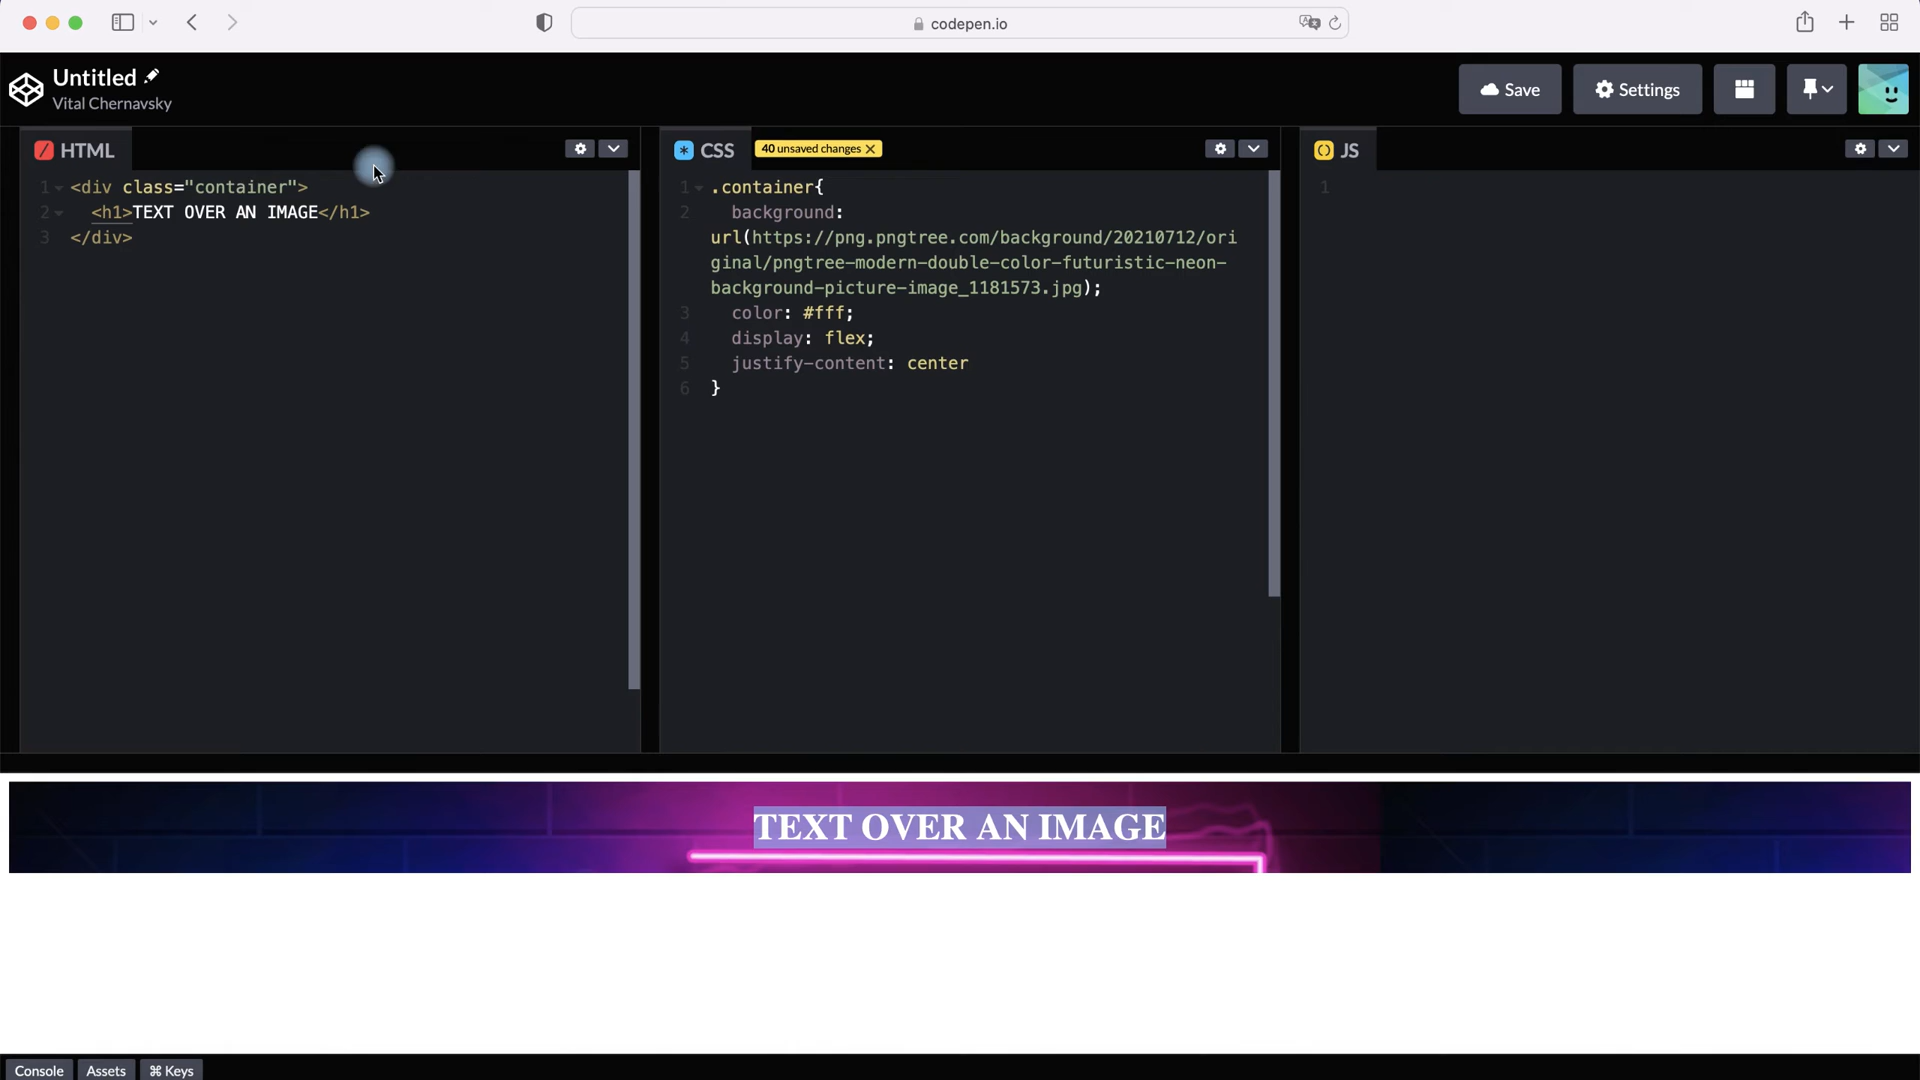 codepen.io
Untitled
Vital Chernavsky
Save
Settings
HTML
CSS
40 unsaved changes
JS
1 <div class="container">
2 <h1>TEXT OVER AN IMAGE</h1>
3 </div>
1 .container{
2 background:
url(https://png.pngtree.com/background/20210712/ori
ginal/pngtree-modern-double-color-futuristic-neon-
background-picture-image_1181573.jpg);
3 color: #fff;
4 display: flex;
5 justify-content: center
6 }
1
TEXT OVER AN IMAGE
Console
Assets
⌘ Keys